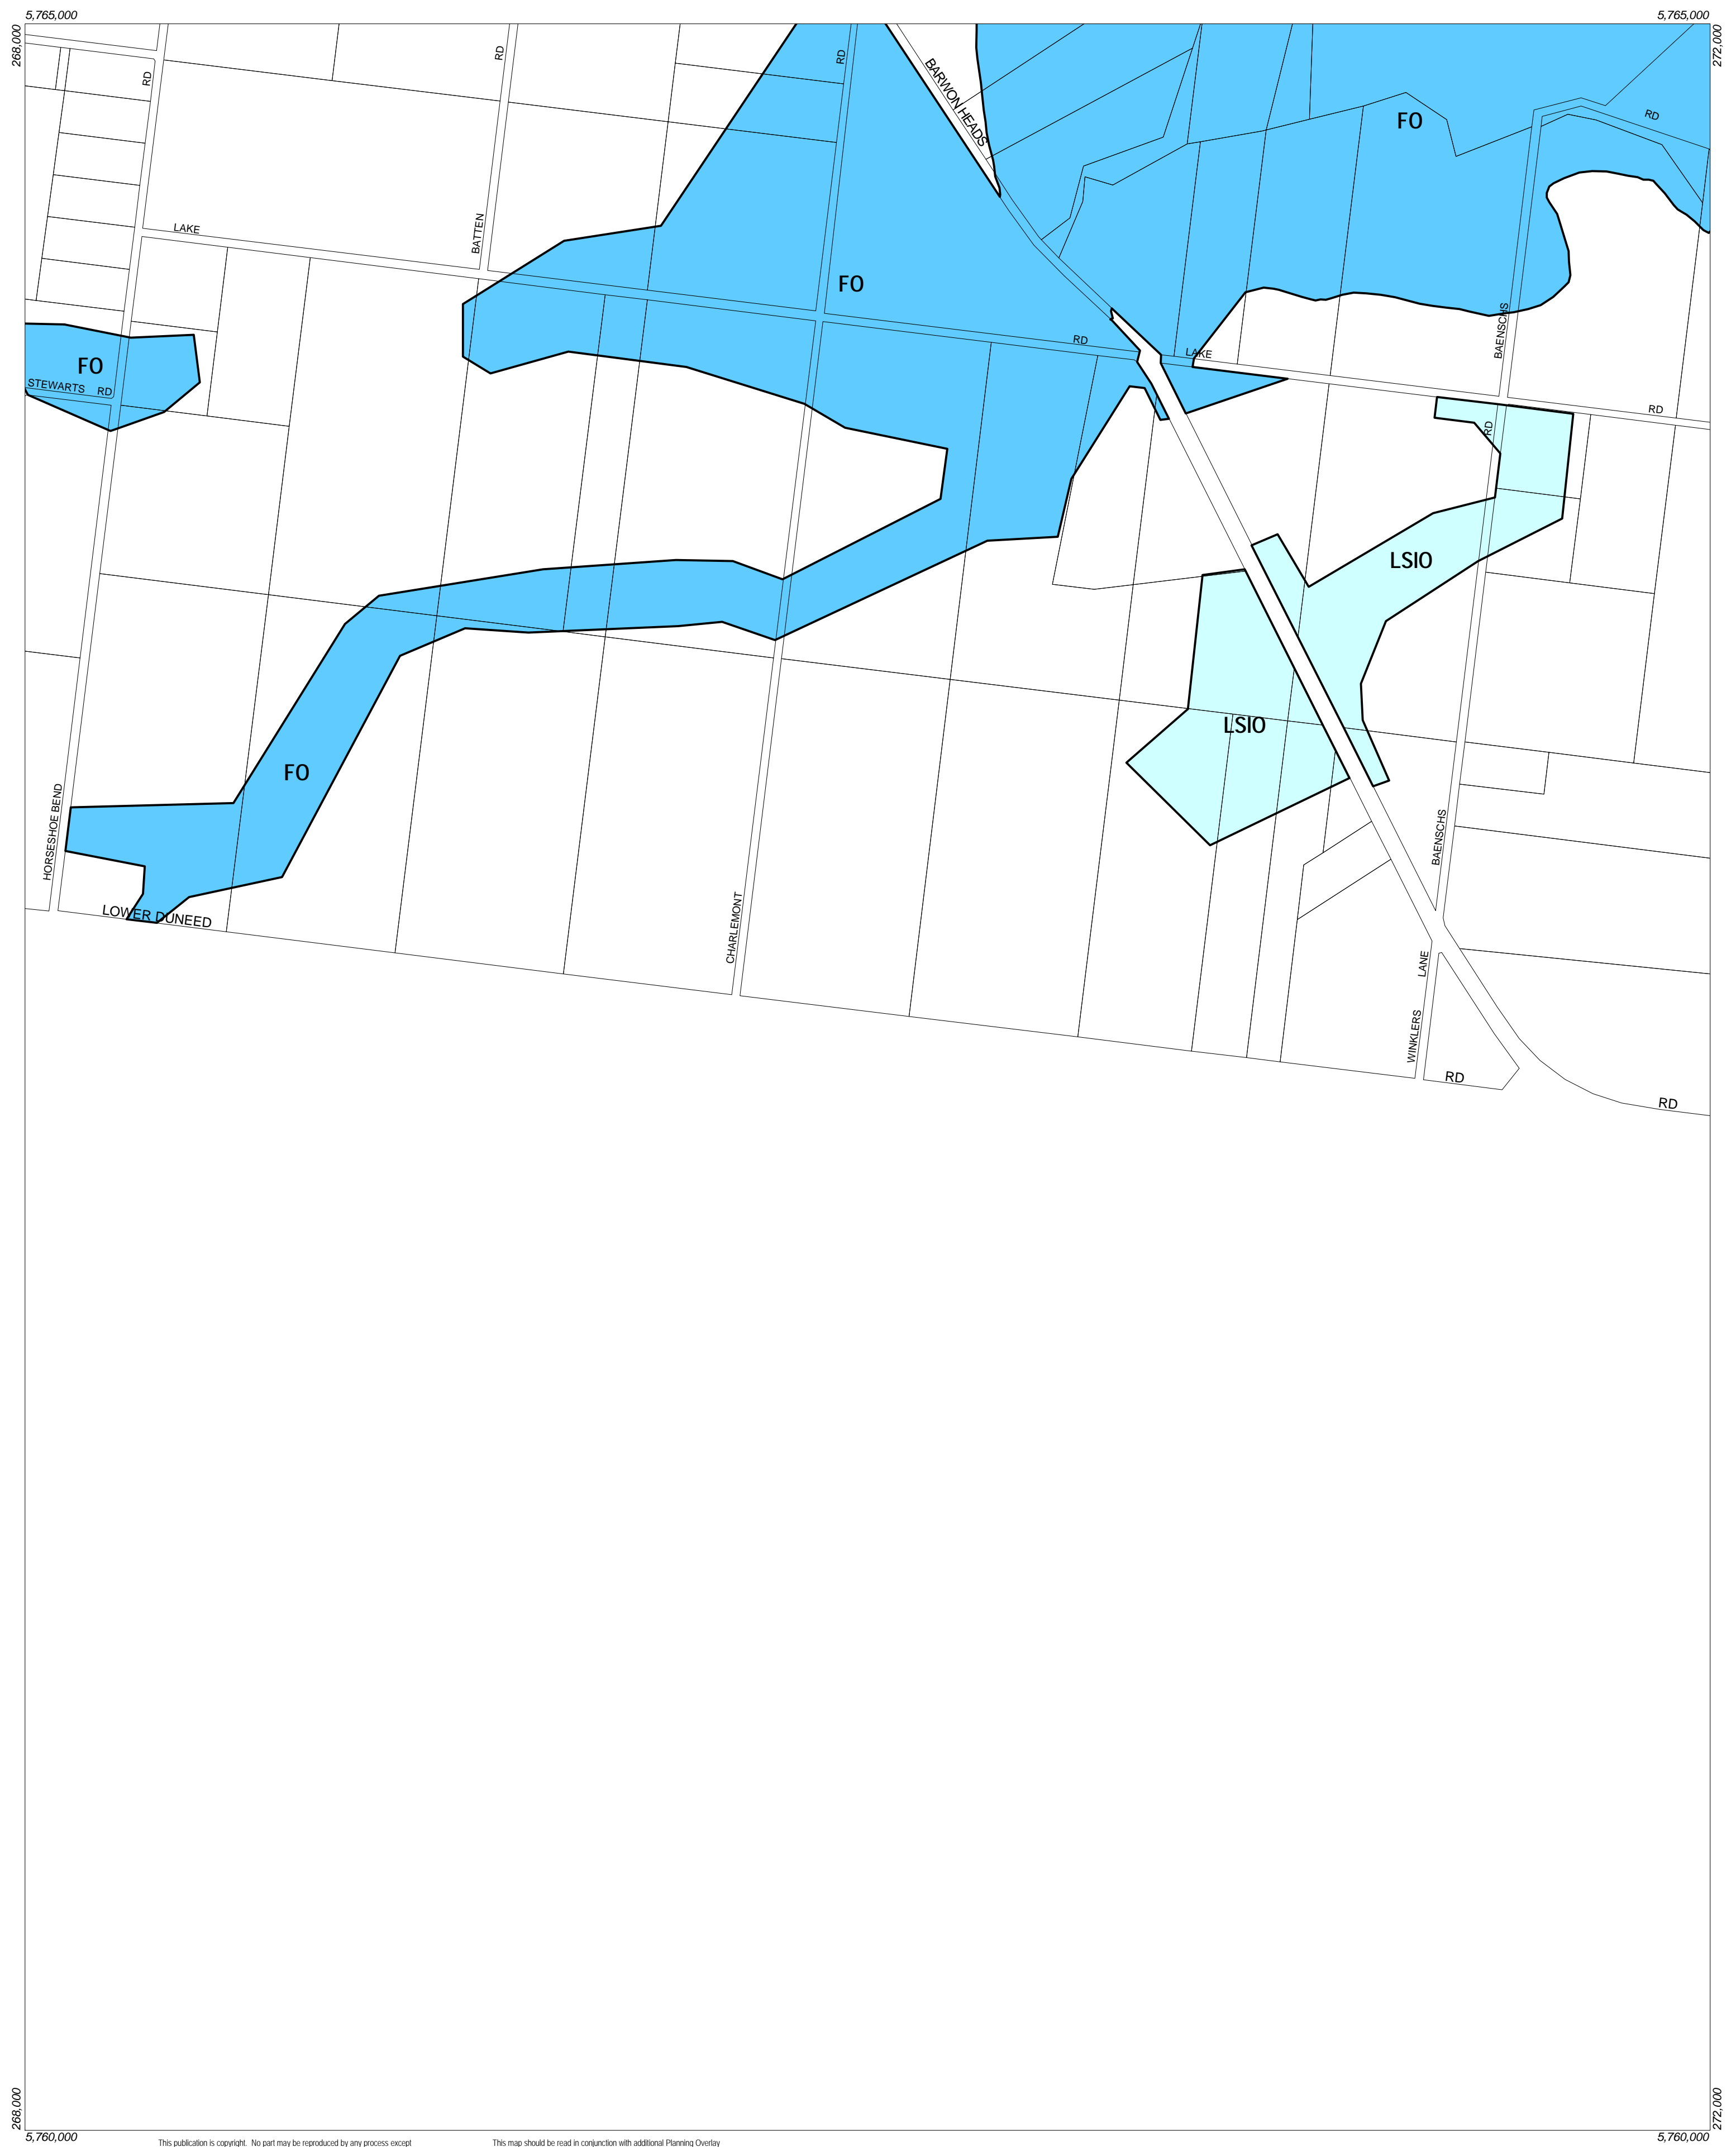 5,765,000
5,765,000
268,000
272,000
RD
RD
RD
BARWON HEADS
FO
RD
RD
LAKE
BATTEN
FO
BAENSCHS
RD
LAKE
FO
STEWARTS RD
RD
RD
LSIO
LSIO
FO
HORSESHOE BEND
BAENSCHS
LOWER DUNEED
CHARLEMONT
LANE
WINKLERS
RD
RD
268,000
272,000
5,760,000
5,760,000
This publication is copyright. No part may be reproduced by any process except
This map should be read in conjunction with additional Planning Overlay